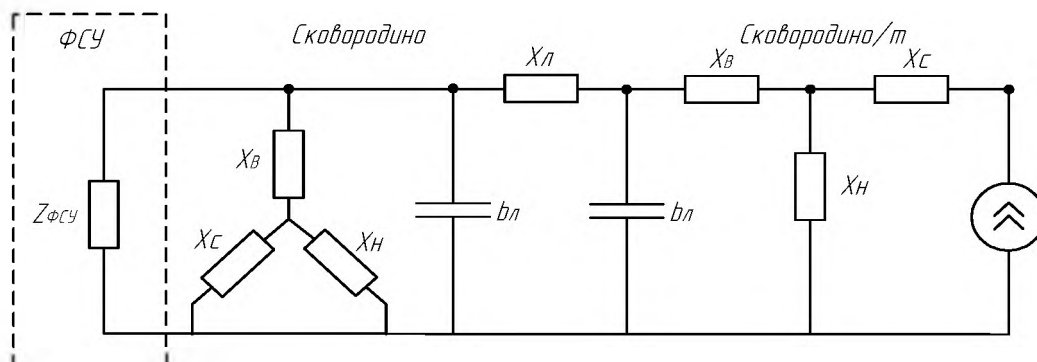 ФСУ
Сковородино
Сковородино/т
Xл
Xв
Xс
Xв
Zфсу
Xс
Xн
bл
bл
Xн